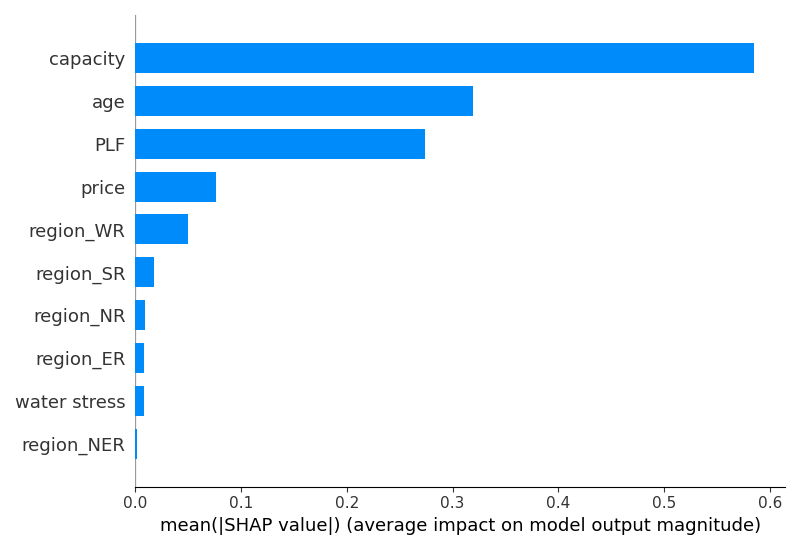 capacity
age
PLF
price
region_WR
region_SR
region_NR
region_ER
water stress
region_NER
0.0 0.1 0.2 0.3 0.4 0.5 0.6
mean(|SHAP value|) (average impact on model output magnitude)